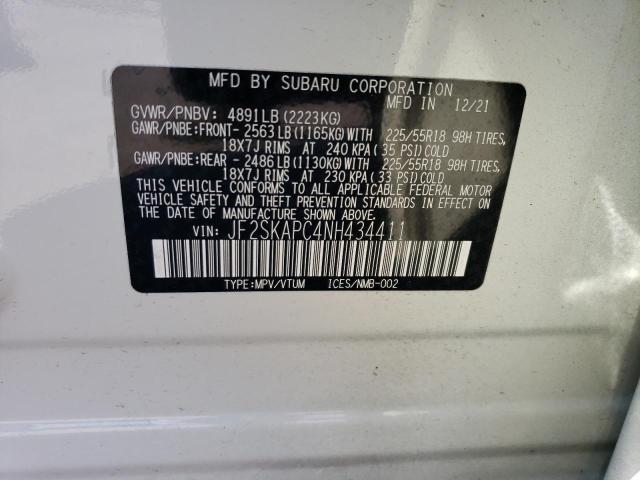 MFD BY SUBARU CORPORATION
MFD IN 12/21
GVWR/PNBV: 4891LB (2223KG)
GAWR/PNBE:FRONT- 2563LB(1165KG)WITH 225/55R18 98H TIRES,
18X7J RIMS AT 240 KPA (35 PSI) COLD
GAWR/PNBE:REAR - 2486LB(1130KG)WITH 225/55R18 98H TIRES,
18X7J RIMS AT 230 KPA (33 PSI) COLD
THIS VEHICLE CONFORMS TO ALL APPLICABLE FEDERAL MOTOR
VEHICLE SAFETY AND THEFT PREVENTION STANDARDS IN EFFECT
ON THE DATE OF MANUFACTURE SHOWN ABOVE.
VIN: JF2SKAPC4NH434411
TYPE:MPV/VTUM ICES/NMB-002